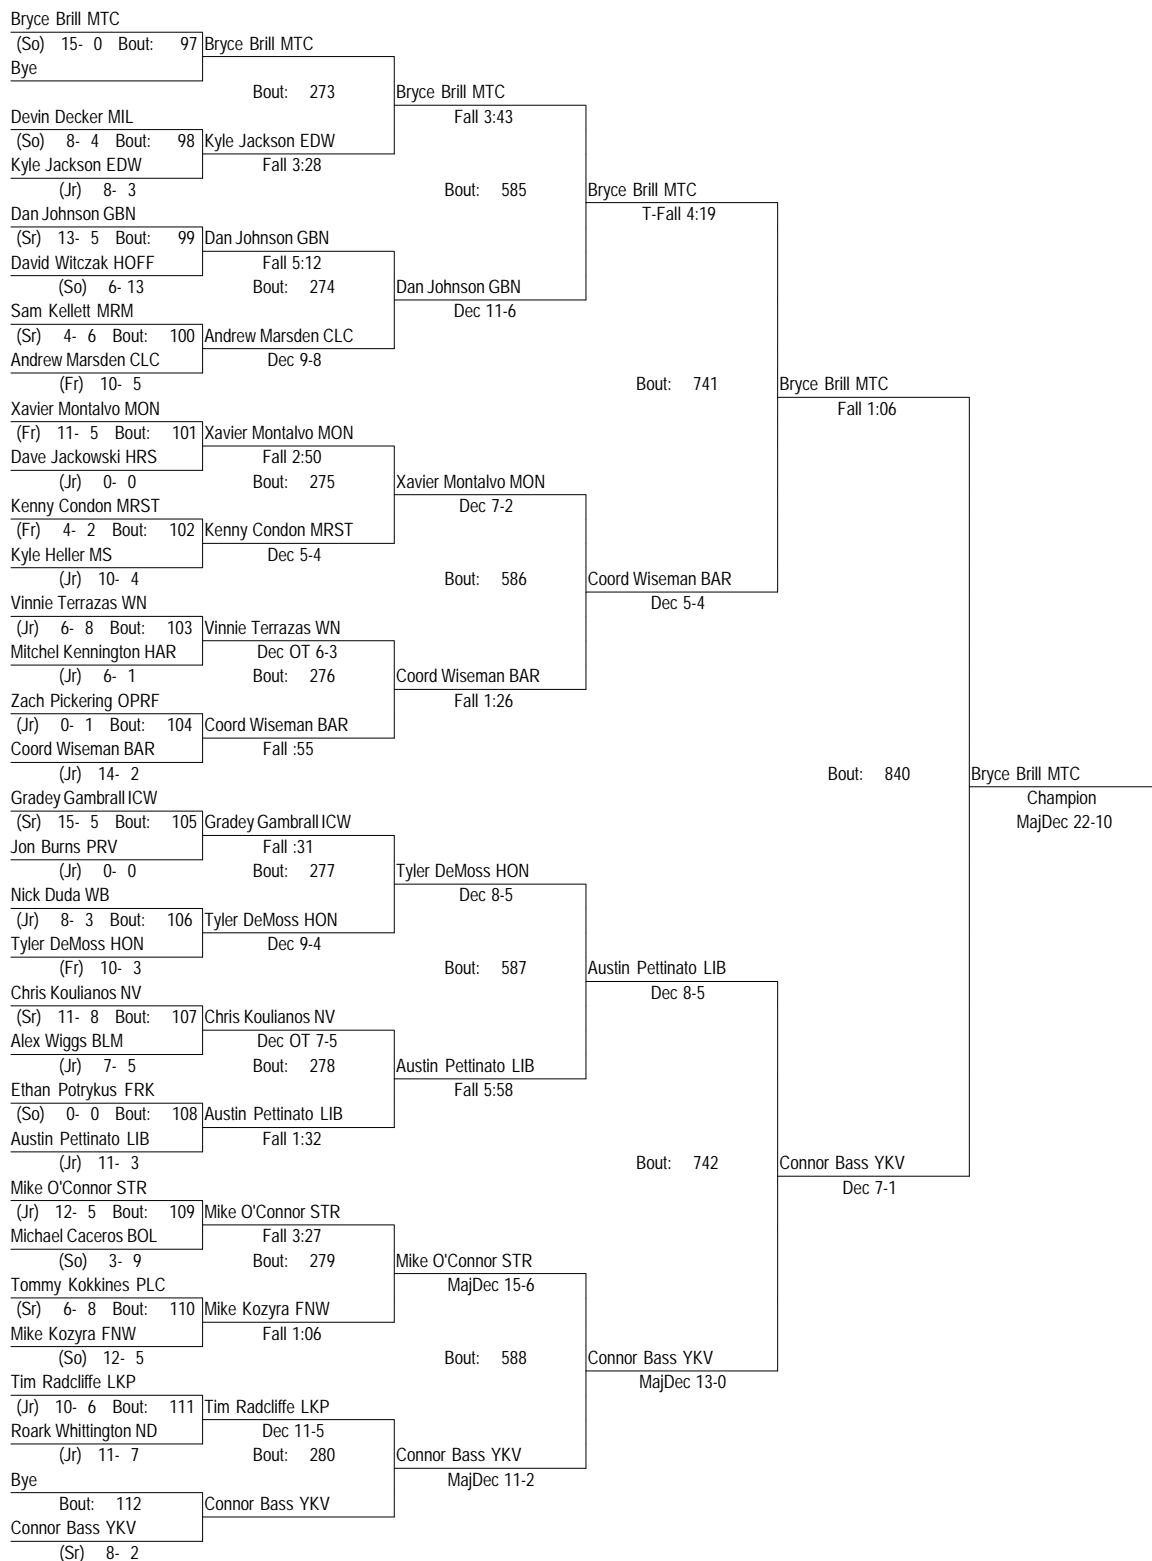 Bryce Brill MTC
(So) 15- 0 Bout: 97 Bryce Brill MTC
Bye
Bout: 273 Bryce Brill MTC
Devin Decker MIL Fall 3:43
(So) 8- 4 Bout: 98 Kyle Jackson EDW
Kyle Jackson EDW Fall 3:28
(Jr) 8- 3 Bout: 585 Bryce Brill MTC
Dan Johnson GBN T-Fall 4:19
(Sr) 13- 5 Bout: 99 Dan Johnson GBN
David Witczak HOFF Fall 5:12
(So) 6- 13 Bout: 274 Dan Johnson GBN
Sam Kellett MRM Dec 11-6
(Sr) 4- 6 Bout: 100 Andrew Marsden CLC
Andrew Marsden CLC Dec 9-8
(Fr) 10- 5 Bout: 741 Bryce Brill MTC
Xavier Montalvo MON Fall 1:06
(Fr) 11- 5 Bout: 101 Xavier Montalvo MON
Dave Jackowski HRS Fall 2:50
(Jr) 0- 0 Bout: 275 Xavier Montalvo MON
Kenny Condon MRST Dec 7-2
(Fr) 4- 2 Bout: 102 Kenny Condon MRST
Kyle Heller MS Dec 5-4
(Jr) 10- 4 Bout: 586 Coord Wiseman BAR
Vinnie Terrazas WN Dec 5-4
(Jr) 6- 8 Bout: 103 Vinnie Terrazas WN
Mitchel Kennington HAR Dec OT 6-3
(Jr) 6- 1 Bout: 276 Coord Wiseman BAR
Zach Pickering OPRF Fall 1:26
(Jr) 0- 1 Bout: 104 Coord Wiseman BAR
Coord Wiseman BAR Fall :55
(Jr) 14- 2 Bout: 840 Bryce Brill MTC
Gradey Gambrall ICW Champion
(Sr) 15- 5 Bout: 105 Gradey Gambrall ICW MajDec 22-10
Jon Burns PRV Fall :31
(Jr) 0- 0 Bout: 277 Tyler DeMoss HON
Nick Duda WB Dec 8-5
(Jr) 8- 3 Bout: 106 Tyler DeMoss HON
Tyler DeMoss HON Dec 9-4
(Fr) 10- 3 Bout: 587 Austin Pettinato LIB
Chris Koulianos NV Dec 8-5
(Sr) 11- 8 Bout: 107 Chris Koulianos NV
Alex Wiggs BLM Dec OT 7-5
(Jr) 7- 5 Bout: 278 Austin Pettinato LIB
Ethan Potrykus FRK Fall 5:58
(So) 0- 0 Bout: 108 Austin Pettinato LIB
Austin Pettinato LIB Fall 1:32
(Jr) 11- 3 Bout: 742 Connor Bass YKV
Mike O'Connor STR Dec 7-1
(Jr) 12- 5 Bout: 109 Mike O'Connor STR
Michael Caceros BOL Fall 3:27
(So) 3- 9 Bout: 279 Mike O'Connor STR
Tommy Kokkines PLC MajDec 15-6
(Sr) 6- 8 Bout: 110 Mike Kozyra FNW
Mike Kozyra FNW Fall 1:06
(So) 12- 5 Bout: 588 Connor Bass YKV
Tim Radcliffe LKP MajDec 13-0
(Jr) 10- 6 Bout: 111 Tim Radcliffe LKP
Roark Whittington ND Dec 11-5
(Jr) 11- 7 Bout: 280 Connor Bass YKV
Bye MajDec 11-2
Bout: 112 Connor Bass YKV
Connor Bass YKV
(Sr) 8- 2